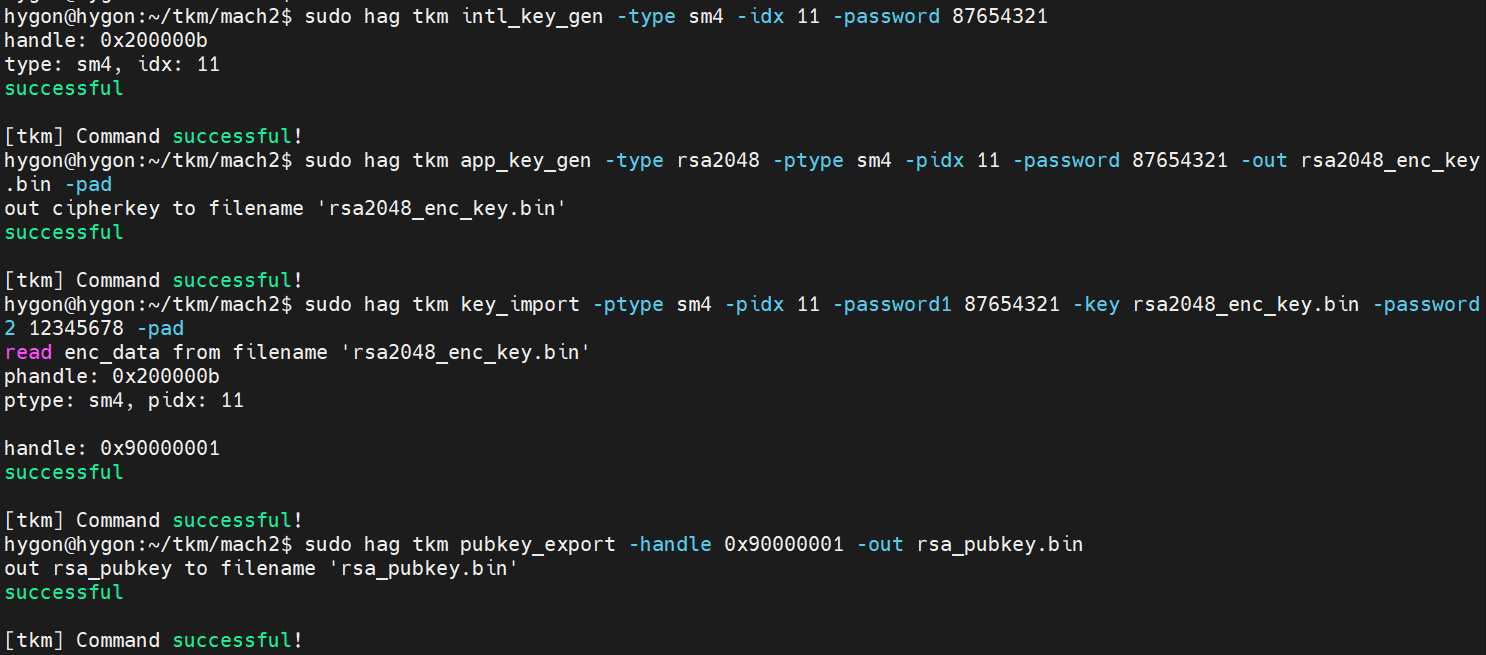 hygon@hygon:~/tkm/mach2$ sudo hag tkm intl_key_gen -type sm4 -idx 11 -password 87654321
handle: 0x200000b
type: sm4, idx: 11
successful
[tkm] Command successful!
hygon@hygon:~/tkm/mach2$ sudo hag tkm app_key_gen -type rsa2048 -ptype sm4 -pidx 11 -password 87654321 -out rsa2048_enc_key
.bin -pad
out cipherkey to filename 'rsa2048_enc_key.bin'
successful
[tkm] Command successful!
hygon@hygon:~/tkm/mach2$ sudo hag tkm key_import -ptype sm4 -pidx 11 -password1 87654321 -key rsa2048_enc_key.bin -password
2 12345678 -pad
read enc_data from filename 'rsa2048_enc_key.bin'
phandle: 0x200000b
ptype: sm4, pidx: 11
handle: 0x90000001
successful
[tkm] Command successful!
hygon@hygon:~/tkm/mach2$ sudo hag tkm pubkey_export -handle 0x90000001 -out rsa_pubkey.bin
out rsa_pubkey to filename 'rsa_pubkey.bin'
successful
[tkm] Command successful!